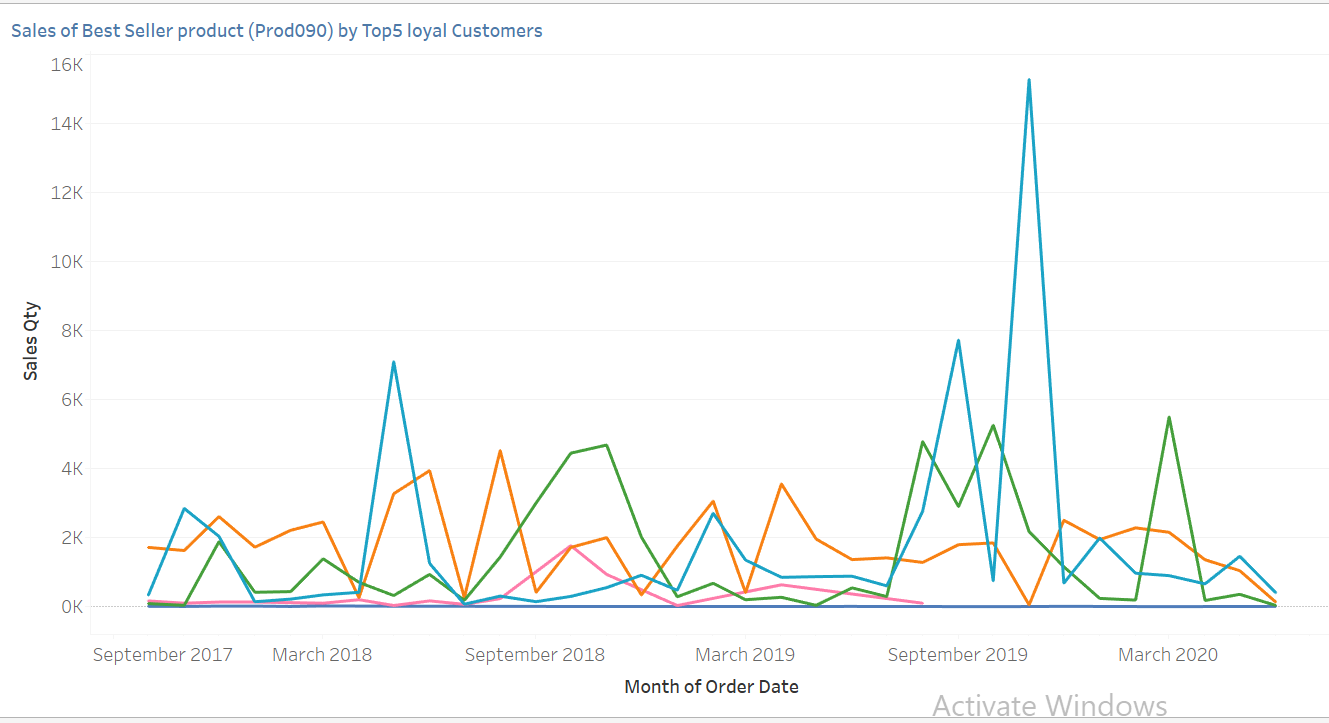 Sales of Best Seller product (Prod090) by Top5 loyal Customers
16K
14K
12K
10K
8K
6K
4K
2K
0K
Sales Qty
September 2017 March 2018 September 2018 March 2019 September 2019 March 2020
Month of Order Date
Activate Windows